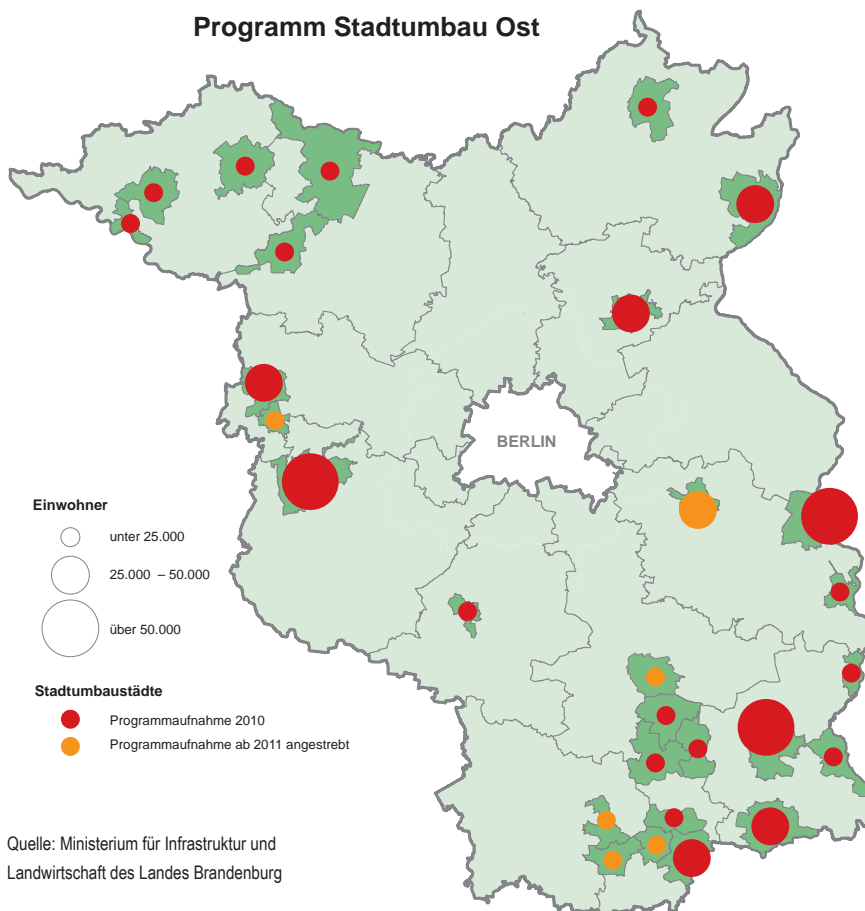 Programm Stadtumbau Ost
BERLIN
Einwohner
unter 25.000
25.000 – 50.000
über 50.000
Stadtumbaustädte
Programmaufnahme 2010
Programmaufnahme ab 2011 angestrebt
Quelle: Ministerium für Infrastruktur und
Landwirtschaft des Landes Brandenburg